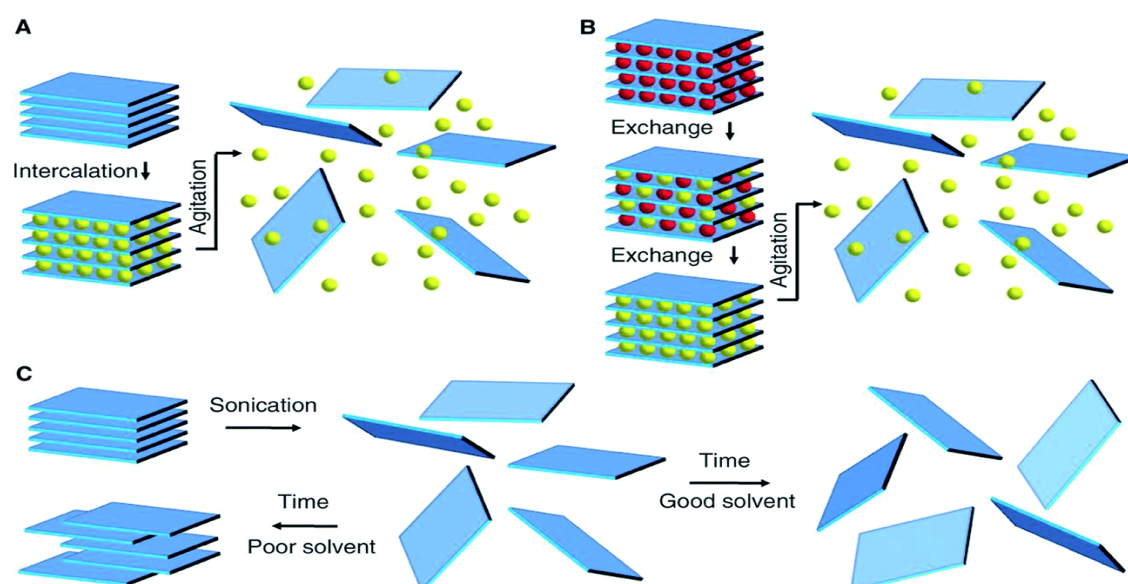 A
Intercalation
Agitation
B
Exchange
Exchange
Agitation
C
Sonication
Time
Poor solvent
Time
Good solvent